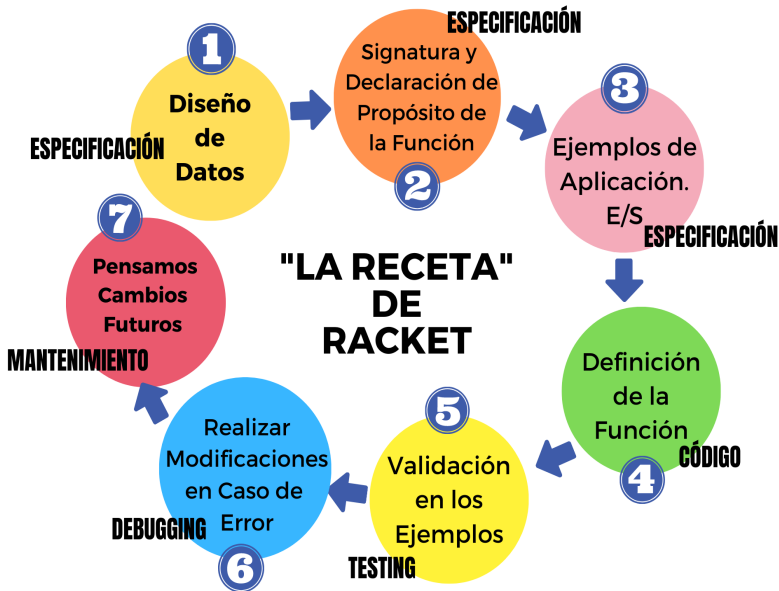 "LA RECETA"
DE
RACKET
1
Diseño
de
Datos
ESPECIFICACIÓN
ESPECIFICACIÓN
Signatura y
Declaración de
Propósito de
la Función
2
3
Ejemplos de
Aplicación.
E/S
ESPECIFICACIÓN
Definición
de la
Función
CÓDIGO
4
5
Validación
en los
Ejemplos
TESTING
Realizar
Modificaciones
en Caso de
Error
DEBUGGING
6
7
Pensamos
Cambios
Futuros
MANTENIMIENTO